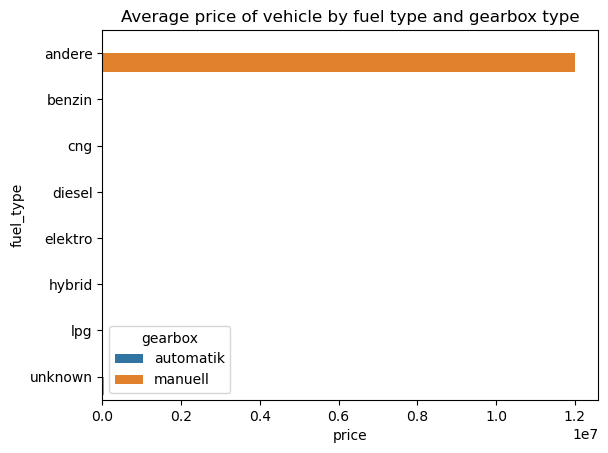 Average price of vehicle by fuel type and gearbox type
andere
benzin
cng
diesel
elektro
hybrid
lpg
unknown
fuel_type
gearbox
automatik
manuell
0.0 0.2 0.4 0.6 0.8 1.0 1.2
1e7
price